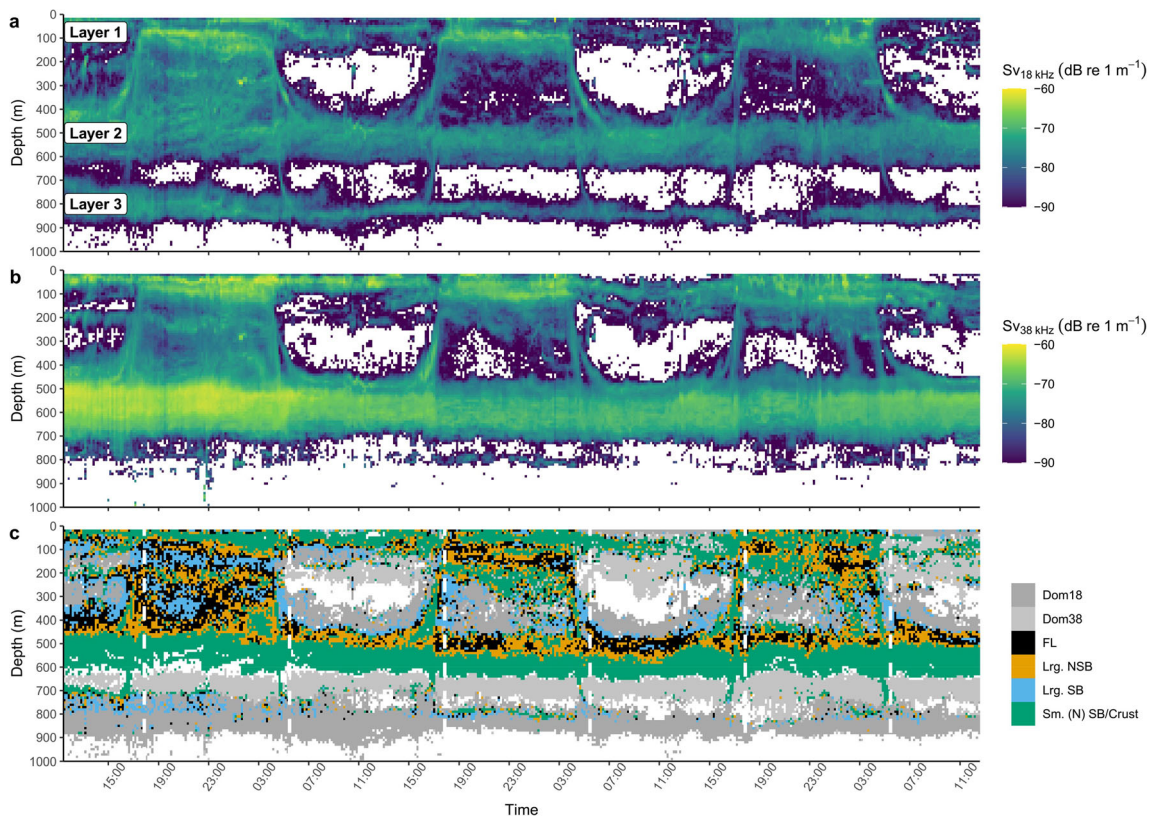 a
0
100
200
300
400
500
600
700
800
900
1000
Depth (m)
Layer 1
Layer 2
Layer 3
Sv18 kHz (dB re 1 m−1)
−60
−70
−80
−90
b
0
100
200
300
400
500
600
700
800
900
1000
Depth (m)
Sv38 kHz (dB re 1 m−1)
−60
−70
−80
−90
c
0
100
200
300
400
500
600
700
800
900
1000
Depth (m)
Dom18
Dom38
FL
Lrg. NSB
Lrg. SB
Sm. (N) SB/Crust
15:00 19:00 23:00 03:00 07:00 11:00 15:00 19:00 23:00 03:00 07:00 11:00 15:00 19:00 23:00 03:00 07:00 11:00
Time